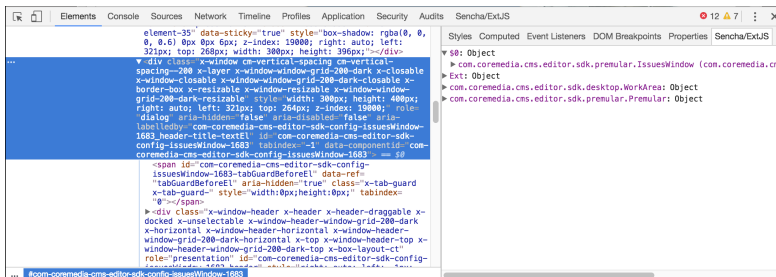 Elements Console Sources Network Timeline Profiles Application Security Audits Sencha/ExtJS 12 7
element-35" data-sticky="true" style="box-shadow: rgba(0, 0,
0, 0.6) 0px 0px 6px; z-index: 19000; right: auto; left:
321px; top: 268px; width: 300px; height: 396px;"></div>
... ▼<div class="x-window cm-vertical-spacing cm-vertical-
spacing--200 x-layer x-window-window-grid-200-dark x-closable
x-window-closable x-window-window-grid-200-dark-closable x-
border-box x-resizable x-window-resizable x-window-window-
grid-200-dark-resizable" style="width: 300px; height: 400px;
right: auto; left: 321px; top: 264px; z-index: 19000;" role=
"dialog" aria-hidden="false" aria-disabled="false" aria-
labelledby="com-coremedia-cms-editor-sdk-config-issuesWindow-
1683_header-title-textEl" id="com-coremedia-cms-editor-sdk-
config-issuesWindow-1683" tabindex="-1" data-componentid="com-
coremedia-cms-editor-sdk-config-issuesWindow-1683"> == $0
<span id="com-coremedia-cms-editor-sdk-config-
issuesWindow-1683-tabGuardBeforeEl" data-ref=
"tabGuardBeforeEl" aria-hidden="true" class="x-tab-guard
x-tab-guard-" style="width:0px;height:0px;" tabindex=
"0"></span>
▶<div class="x-window-header x-header x-header-draggable x-
docked x-unselectable x-window-header-window-grid-200-dark
x-horizontal x-window-header-horizontal x-window-header-
window-grid-200-dark-horizontal x-top x-window-header-top x-
window-header-window-grid-200-dark-top x-box-layout-ct"
role="presentation" id="com-coremedia-cms-editor-sdk-config-
... #com-coremedia-cms-editor-sdk-config-issuesWindow-1683
Styles Computed Event Listeners DOM Breakpoints Properties Sencha/ExtJS
▼ $0: Object
▶ com.coremedia.cms.editor.sdk.premular.IssuesWindow (com.coremedia.cm
▶ Ext: Object
▶ com.coremedia.cms.editor.sdk.desktop.WorkArea: Object
▶ com.coremedia.cms.editor.sdk.premular.Premular: Object